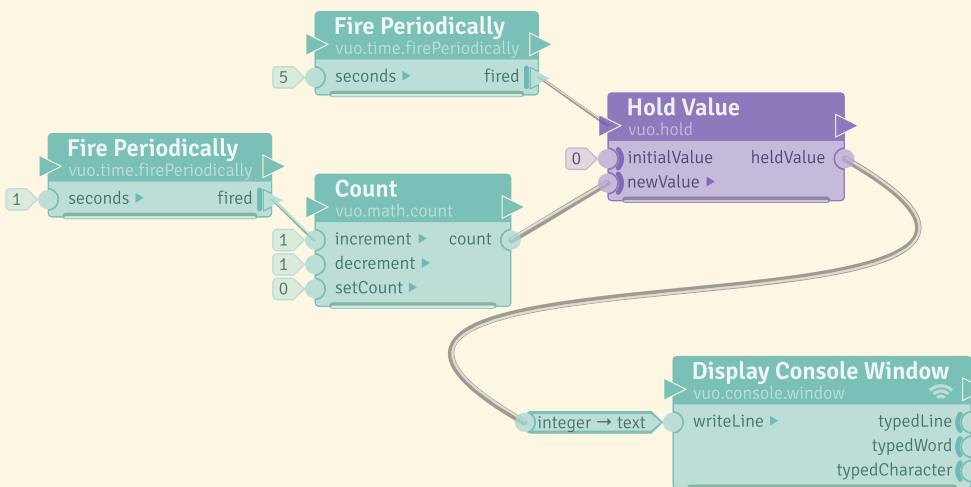 Fire Periodically
vuo.time.firePeriodically
5 seconds fired
Hold Value
vuo.hold
0 initialValue heldValue
newValue
Fire Periodically
vuo.time.firePeriodically
1 seconds fired
Count
vuo.math.count
1 increment count
1 decrement
0 setCount
Display Console Window
vuo.console.window
integer → text
writeLine typedLine
typedWord
typedCharacter